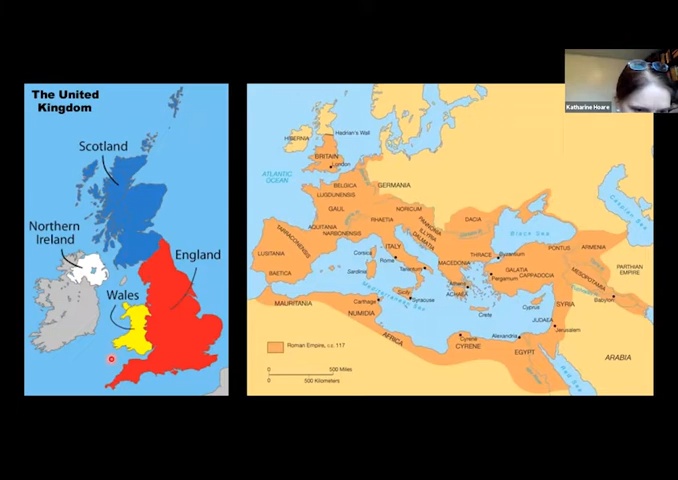 The United
Kingdom
Scotland
Northern
Ireland
England
Wales
Katharine Hoare
HIBERNIA
Hadrian's Wall
BRITAIN
London
ATLANTIC
OCEAN
BELGICA
GERMANIA
LUGDUNENSIS
GAUL
NORICUM
RHAETIA
AQUITANIA
NARBONENSIS
PANNONIA
ILLYRIA
DALMATIA
DACIA
Black Sea
Caspian Sea
TARRACONENSIS
LUSITANIA
BAETICA
Corsica
ITALY
Rome
Sardinia
Tarentum
THRACE
Byzantium
MACEDONIA
PONTUS
ARMENIA
PARTHIAN
EMPIRE
GALATIA
CAPPADOCIA
Pergamum
Athens
ACHAEA
MESOPOTAMIA
Babylon
Mediterranean Sea
Sicily
Syracuse
Carthage
MAURITANIA
NUMIDIA
AFRICA
Crete
Cyprus
SYRIA
JUDAEA
Jerusalem
Cyrene
CYRENE
Alexandria
EGYPT
ARABIA
Red Sea
Roman Empire, c.e. 117
0
500 Miles
0
500 Kilometers